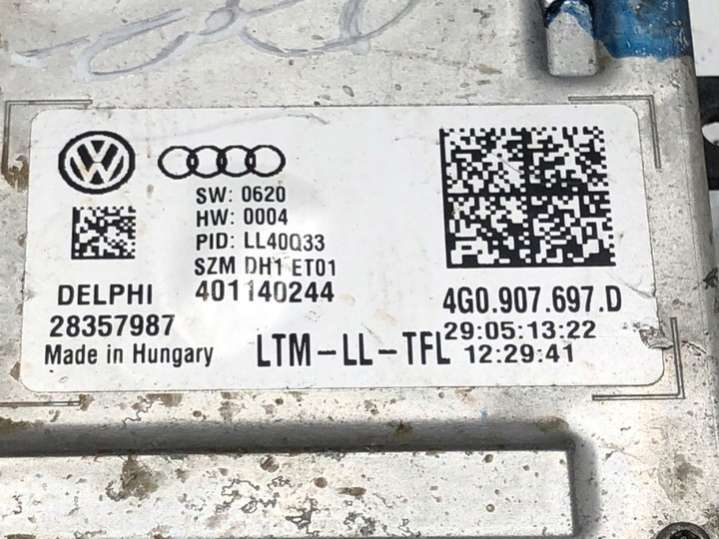 SW: 0620
HW: 0004
PID: LL40Q33
SZM DH1 ET01
401140244
DELPHI
28357987
Made in Hungary
LTM-LL-TFL
4G0.907.697.D
29:05:13:22
12:29:41